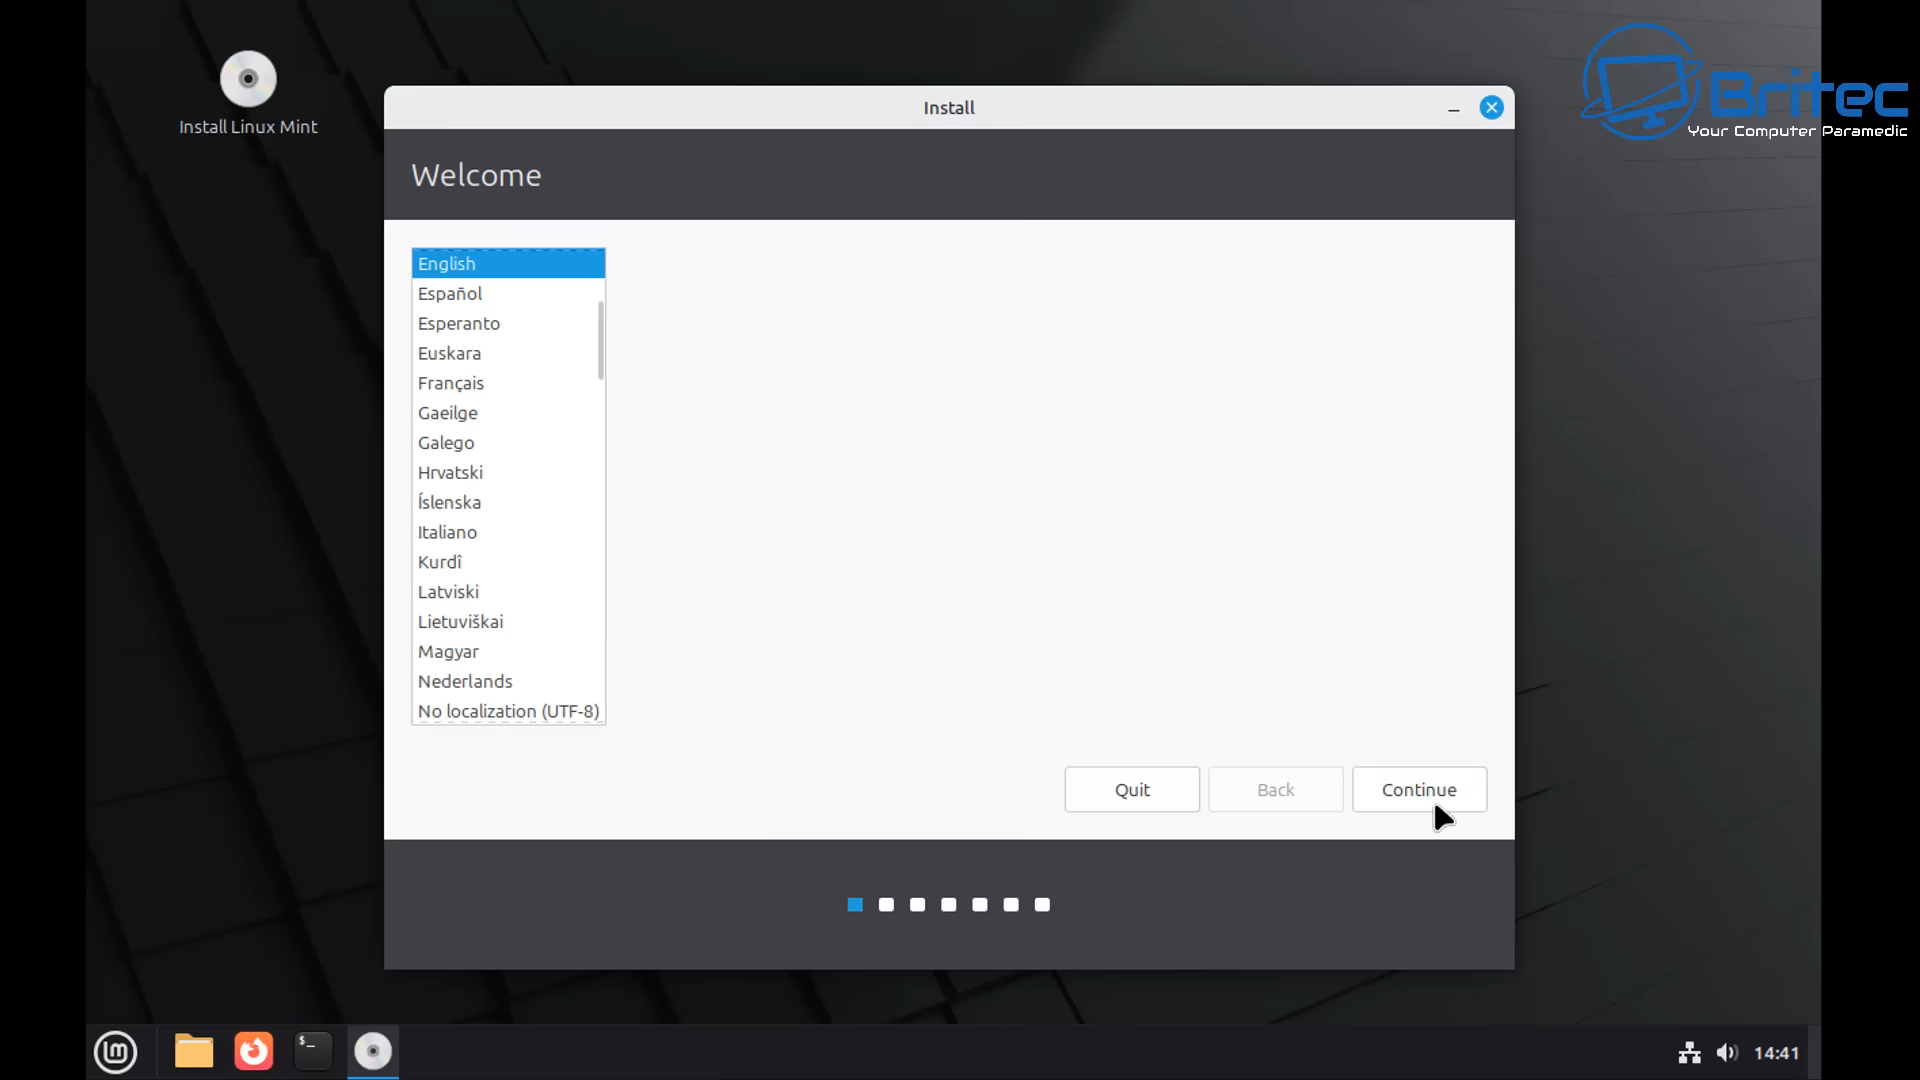 Install Linux Mint
Install
Britec
Your Computer Paramedic
Welcome
English
Español
Esperanto
Euskara
Français
Gaeilge
Galego
Hrvatski
Íslenska
Italiano
Kurdî
Latviski
Lietuviškai
Magyar
Nederlands
No localization (UTF-8)
Quit
Back
Continue
lm
$_
14:41